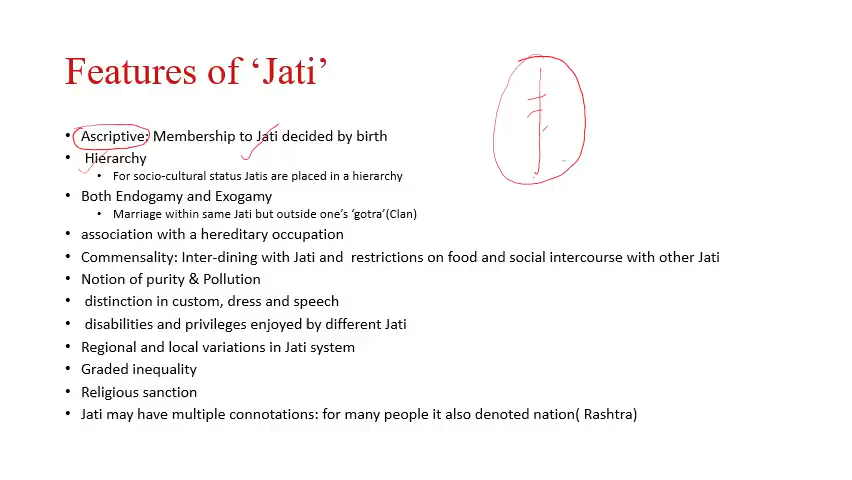 Features of ‘Jati’
• Ascriptive: Membership to Jati decided by birth
• Hierarchy
• For socio-cultural status Jatis are placed in a hierarchy
• Both Endogamy and Exogamy
• Marriage within same Jati but outside one’s ‘gotra’(Clan)
• association with a hereditary occupation
• Commensality: Inter-dining with Jati and restrictions on food and social intercourse with other Jati
• Notion of purity & Pollution
• distinction in custom, dress and speech
• disabilities and privileges enjoyed by different Jati
• Regional and local variations in Jati system
• Graded inequality
• Religious sanction
• Jati may have multiple connotations: for many people it also denoted nation( Rashtra)